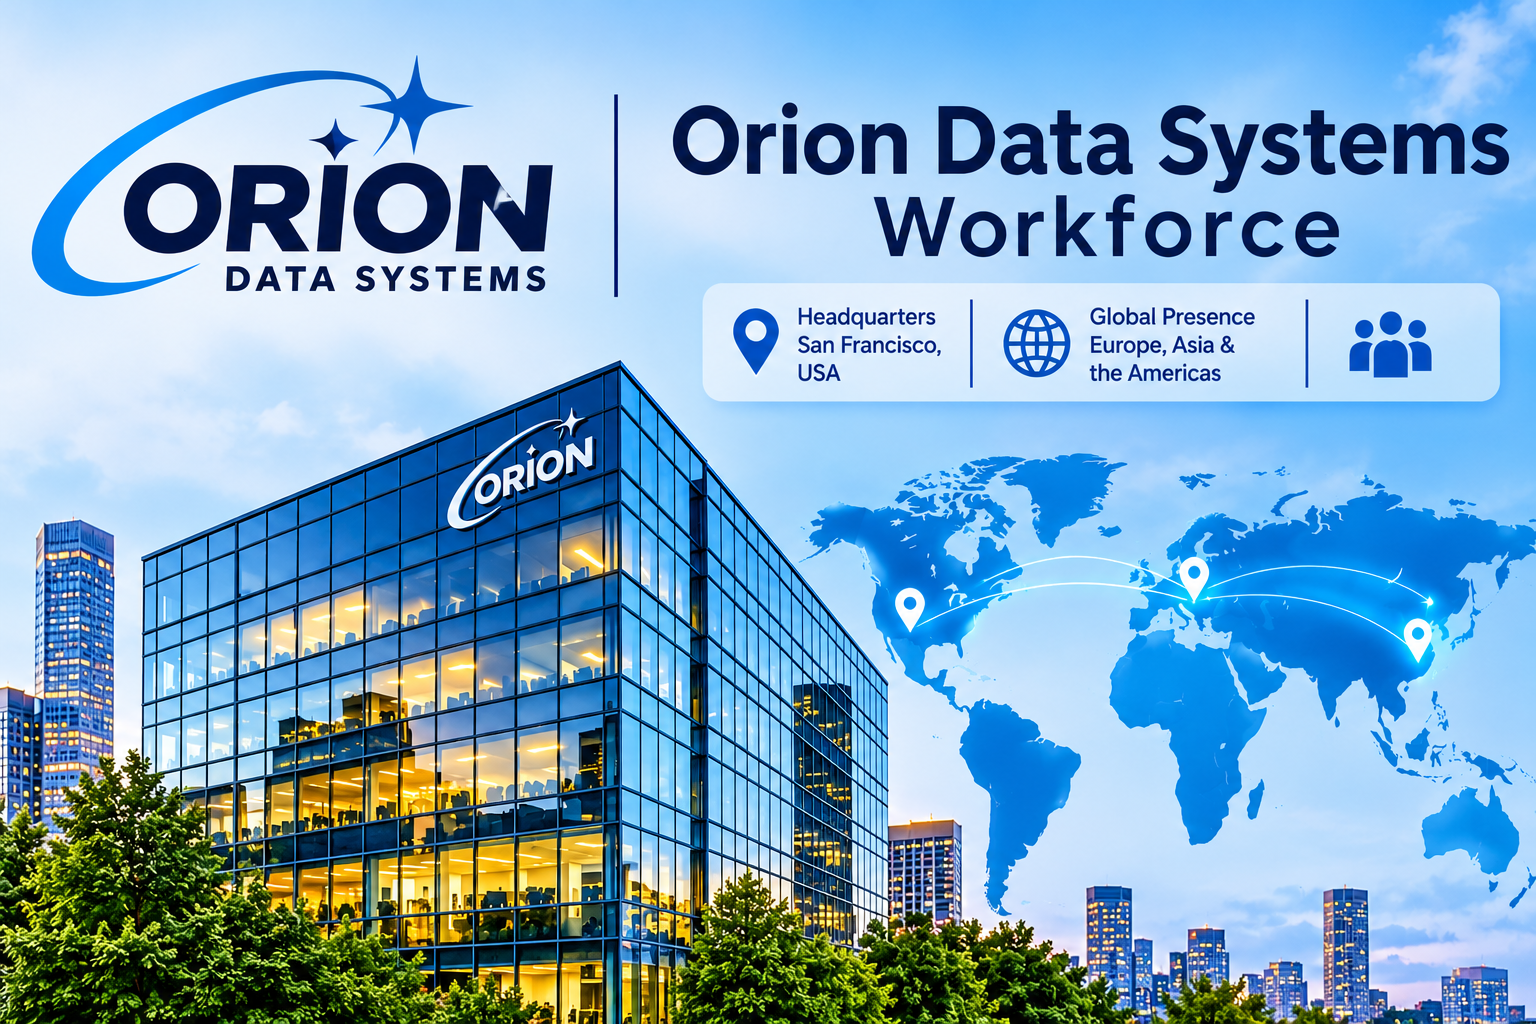 ORION
DATA SYSTEMS
Orion Data Systems
Workforce
Headquarters
San Francisco,
USA
Global Presence
Europe, Asia &
the Americas
ORION